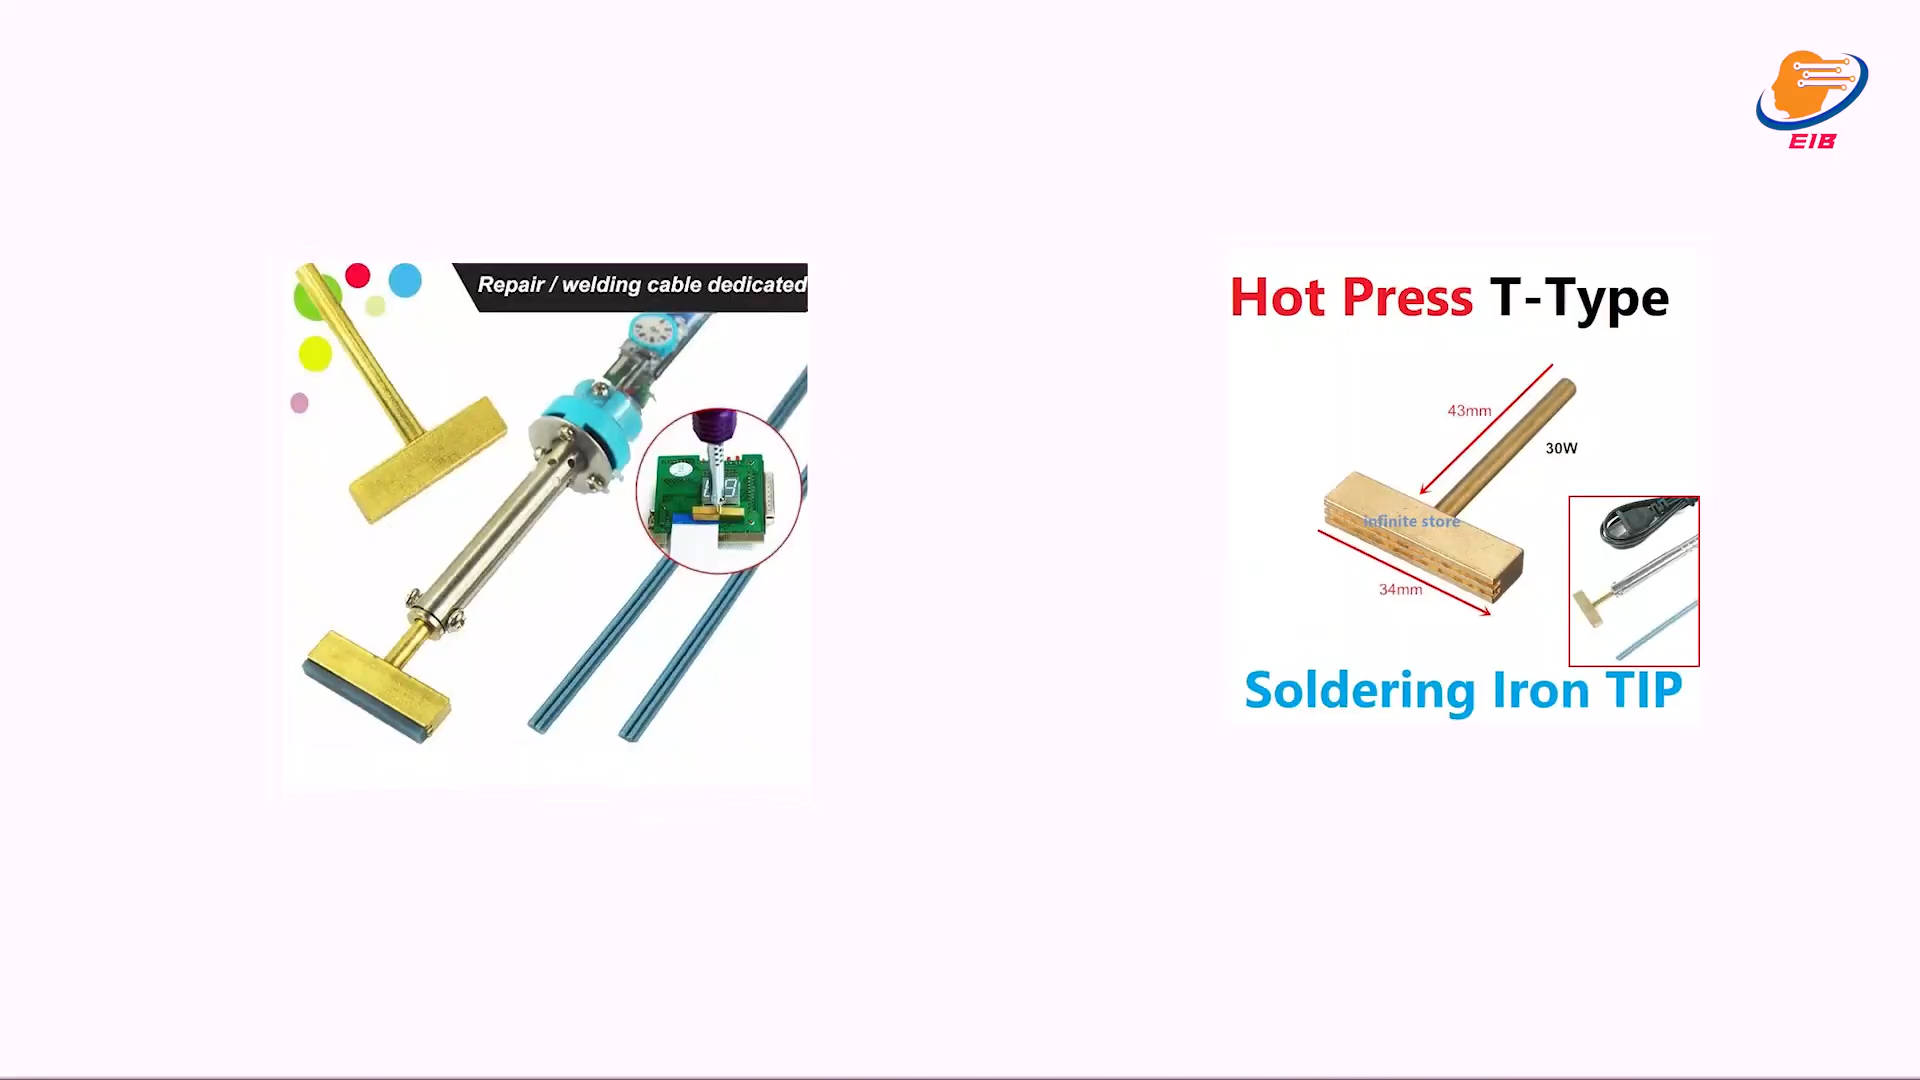 EIB
Repair / welding cable dedicated
Hot Press T-Type
43mm
30W
infinite store
34mm
Soldering Iron TIP